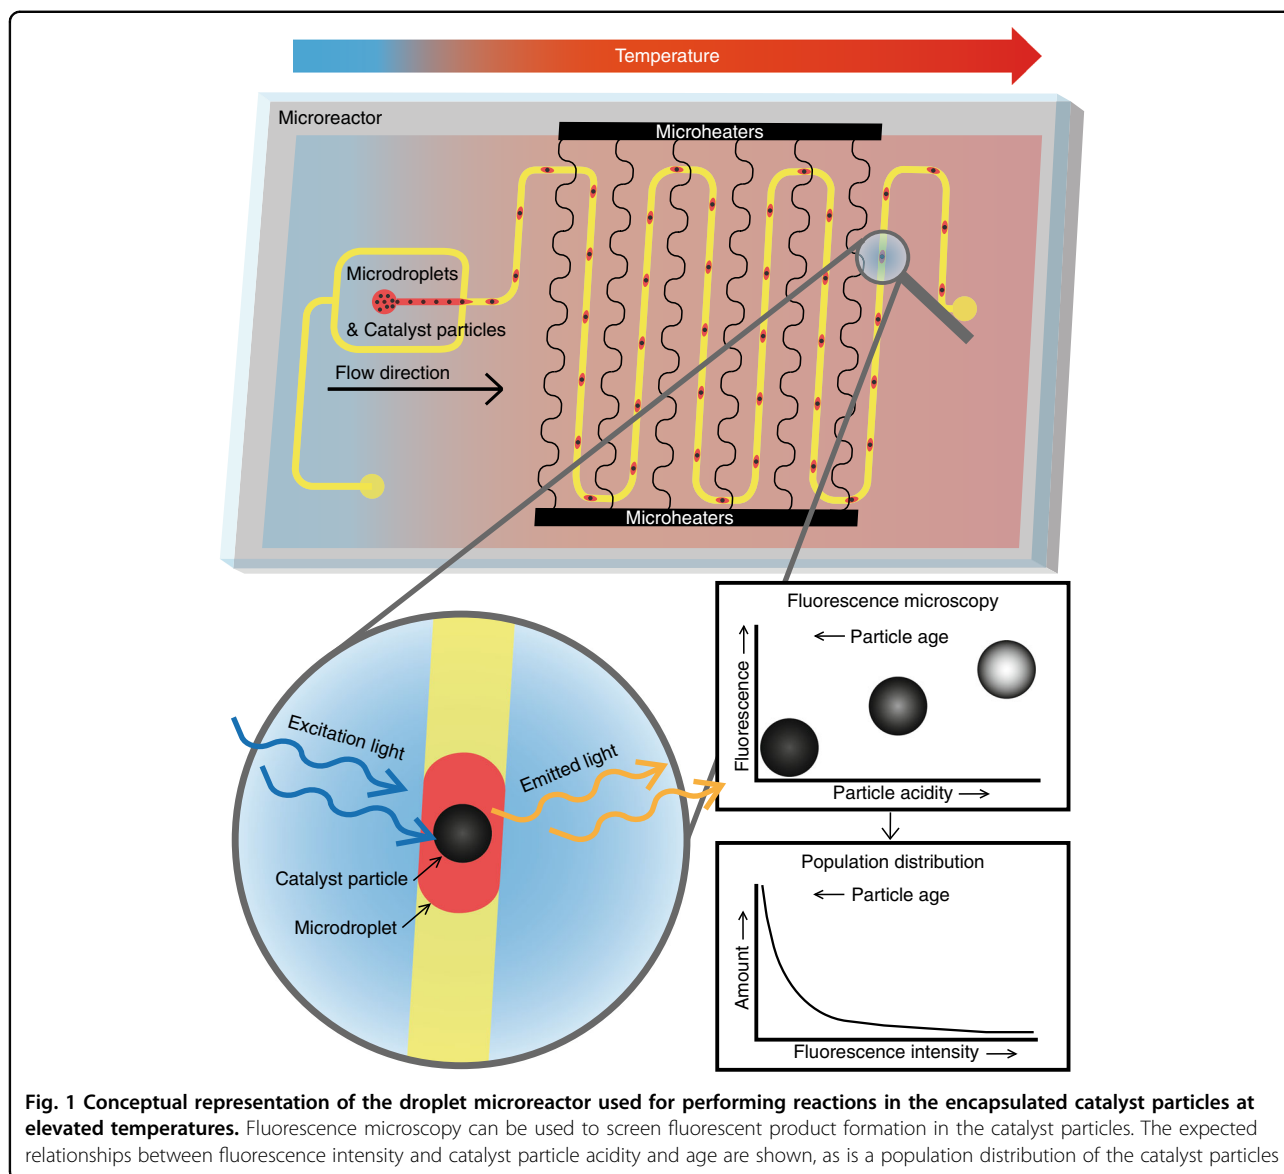 Temperature
Microreactor
Microheaters
Microdroplets
& Catalyst particles
Flow direction
Microheaters
Excitation light
Emitted light
Catalyst particle
Microdroplet
Fluorescence microscopy
Particle age
Fluorescence
Particle acidity
Population distribution
Particle age
Amount
Fluorescence intensity
Fig. 1 Conceptual representation of the droplet microreactor used for performing reactions in the encapsulated catalyst particles at
elevated temperatures. Fluorescence microscopy can be used to screen fluorescent product formation in the catalyst particles. The expected
relationships between fluorescence intensity and catalyst particle acidity and age are shown, as is a population distribution of the catalyst particles